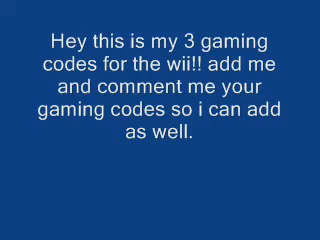 Hey this is my 3 gaming
codes for the wii!! add me
and comment me your
gaming codes so i can add
as well.